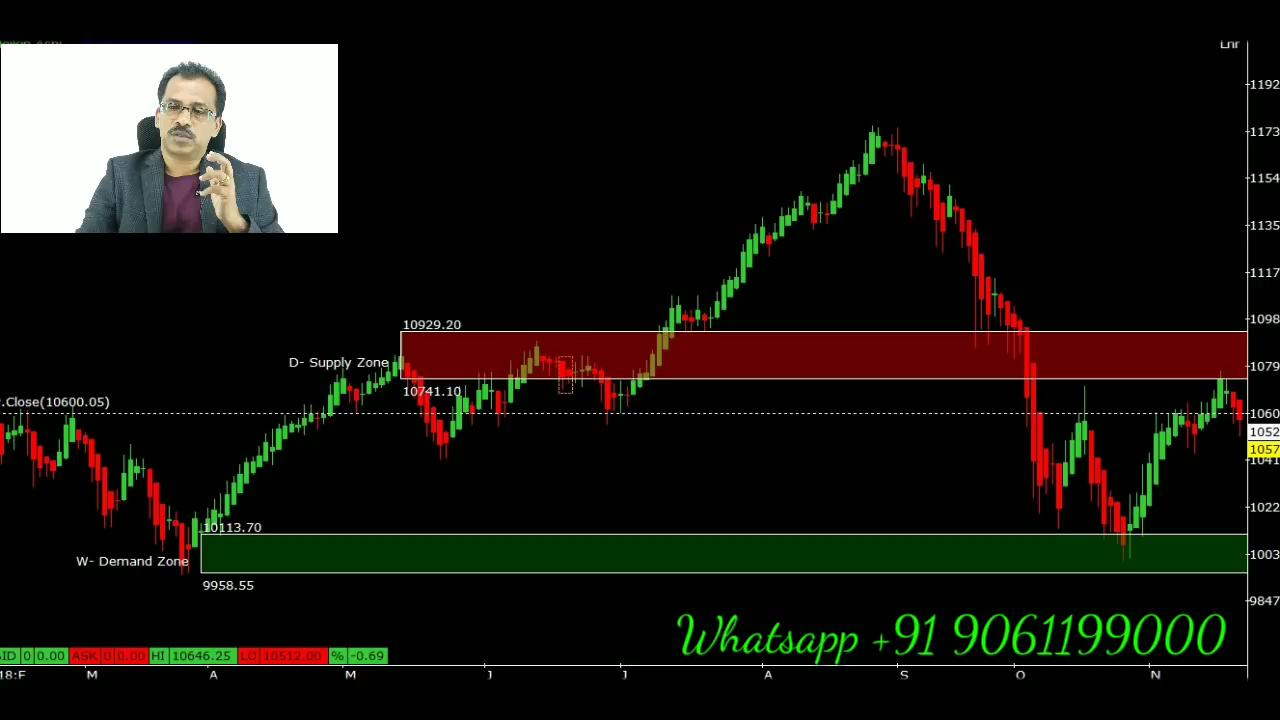 Lnr
1192
1173
1154
1135
1117
10929.20
1098
D- Supply Zone
1079
10741.10
.Close(10600.05)
1060
1052
1057
1041
10113.70
1022
W- Demand Zone
1003
9958.55
9847
Whatsapp +91 9061199000
BID 0 0.00 ASK 0 0.00 HI 10646.25 LO 10512.00 % -0.69
18:F M A M J J A S O N